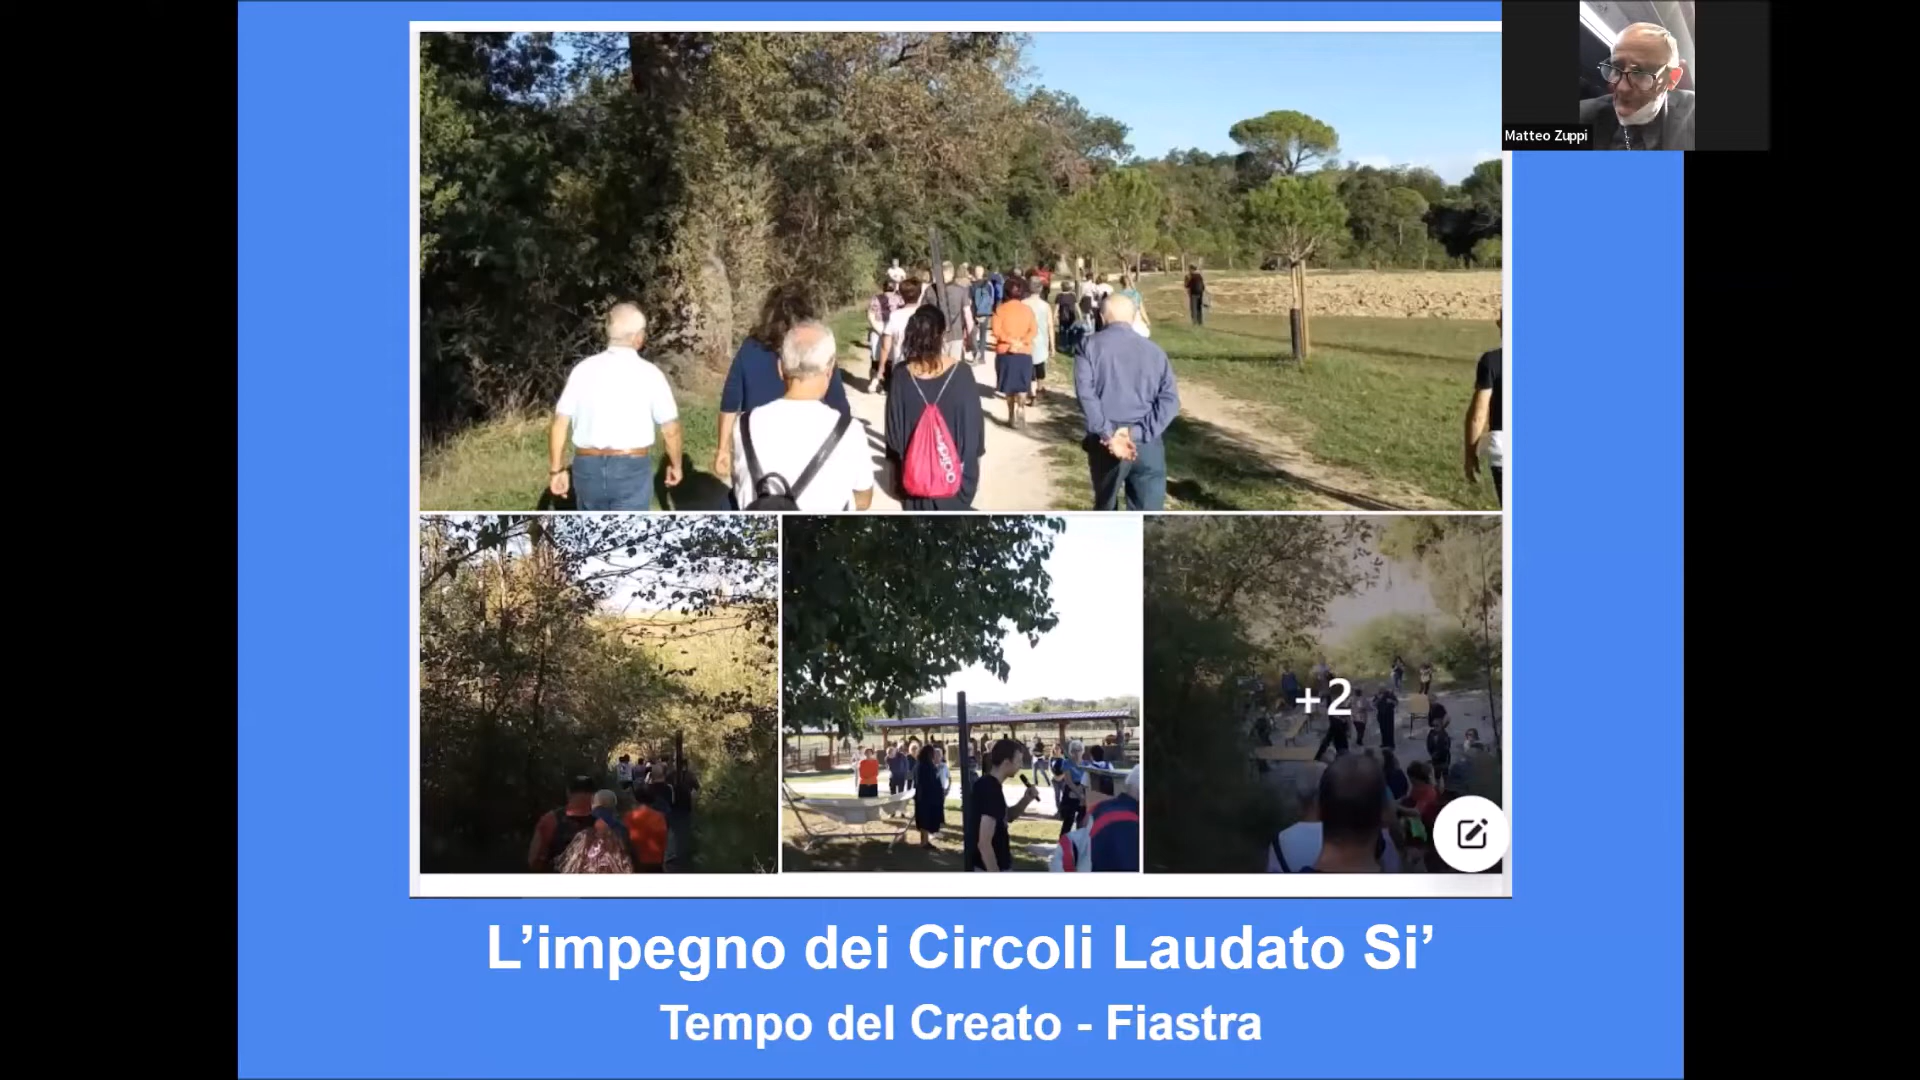 Matteo Zuppi
+2
L’impegno dei Circoli Laudato Si’
Tempo del Creato - Fiastra